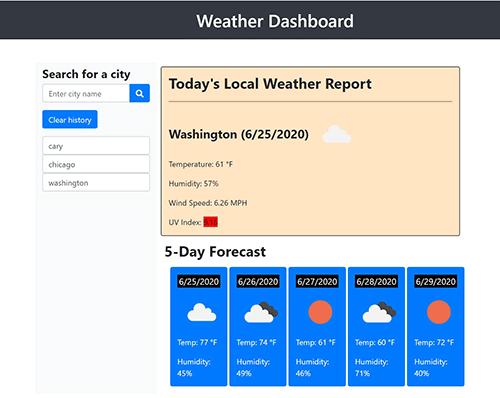 Weather Dashboard
Search for a city
Enter city name
Clear history
cary
chicago
washington
Today's Local Weather Report
Washington (6/25/2020)
Temperature: 61 °F
Humidity: 57%
Wind Speed: 6.26 MPH
UV Index:
5-Day Forecast
6/25/2020
Temp: 77 °F
Humidity:
45%
6/26/2020
Temp: 74 °F
Humidity:
49%
6/27/2020
Temp: 61 °F
Humidity:
46%
6/28/2020
Temp: 60 °F
Humidity:
71%
6/29/2020
Temp: 72 °F
Humidity:
40%